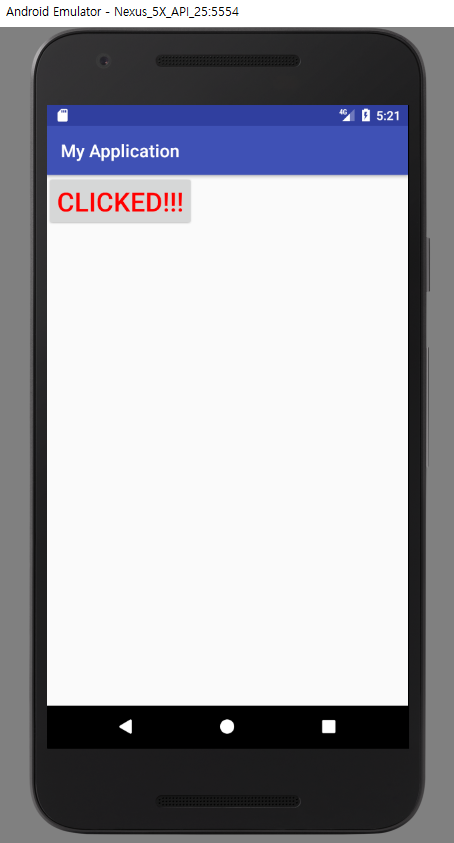 Android Emulator - Nexus_5X_API_25:5554
4G 5:21
My Application
CLICKED!!!